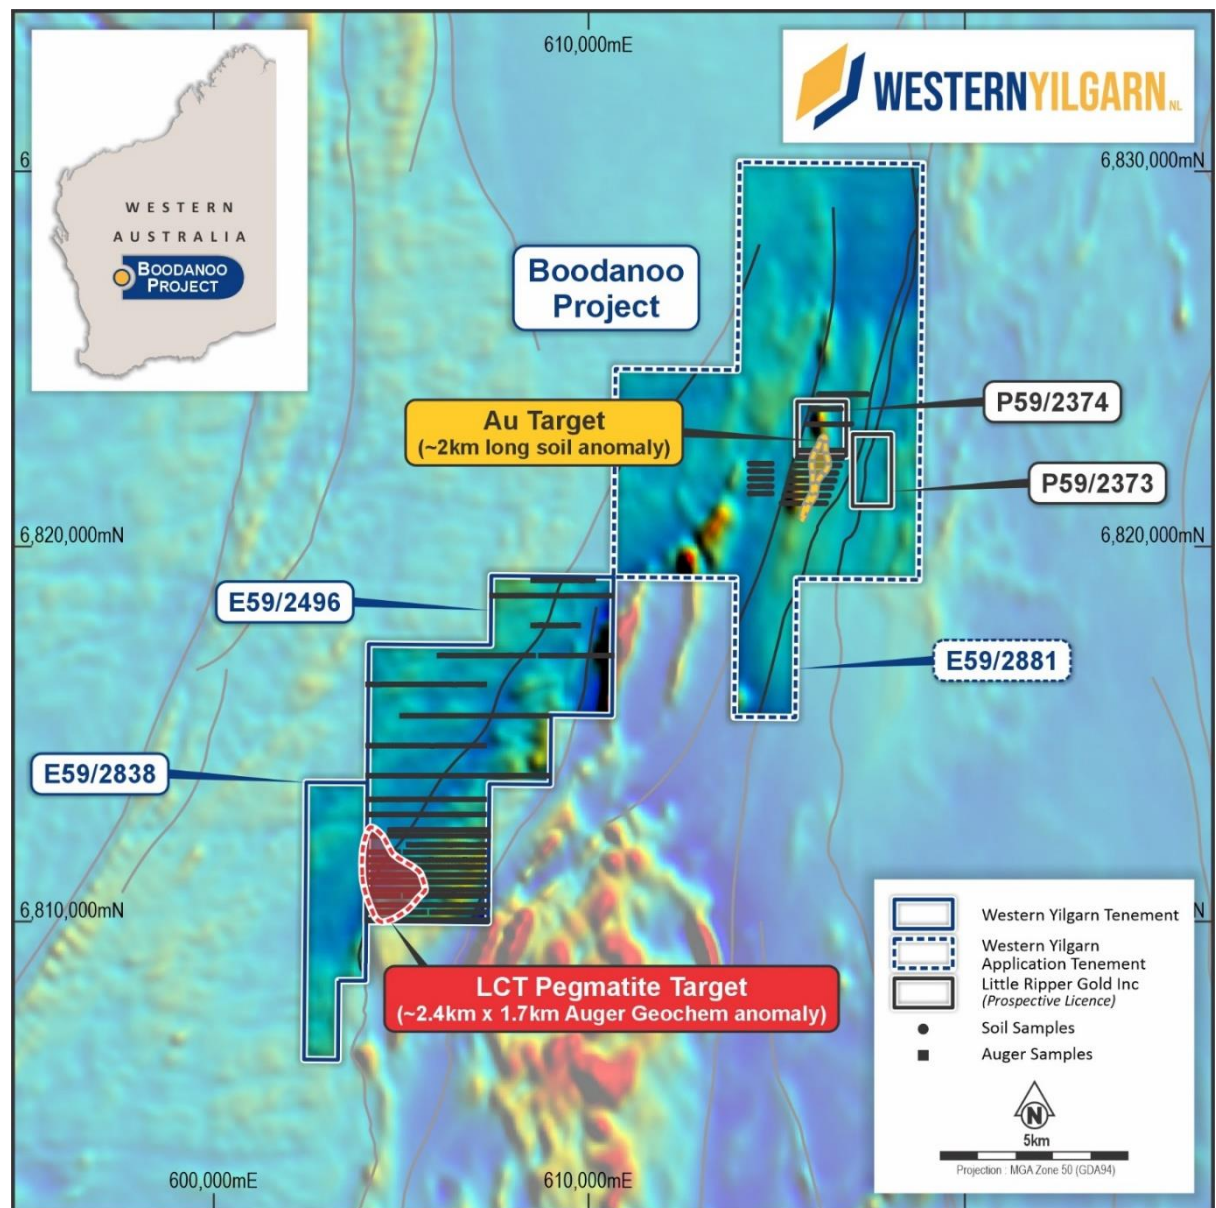 610,000mE
WESTERNYILGARN NL
6
6,830,000mN
WESTERN
AUSTRALIA
BOODANOO
PROJECT
Boodanoo
Project
P59/2374
Au Target
(~2km long soil anomaly)
P59/2373
6,820,000mN
6,820,000mN
E59/2496
E59/2881
E59/2838
6,810,000mN
N
LCT Pegmatite Target
(~2.4km x 1.7km Auger Geochem anomaly)
Western Yilgarn Tenement
Western Yilgarn
Application Tenement
Little Ripper Gold Inc
(Prospective Licence)
Soil Samples
Auger Samples
N
5km
Projection : MGA Zone 50 (GDA94)
600,000mE
610,000mE